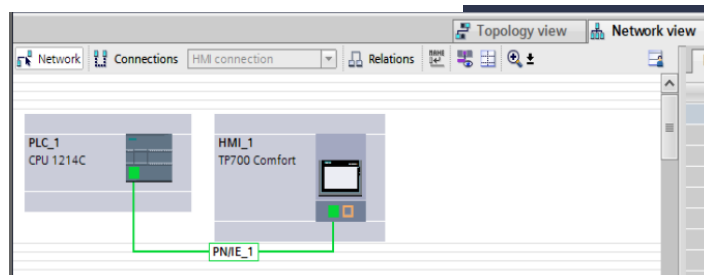 Topology view
Network view
Network
Connections
HMI connection
Relations
PLC_1
CPU 1214C
HMI_1
TP700 Comfort
PN/IE_1